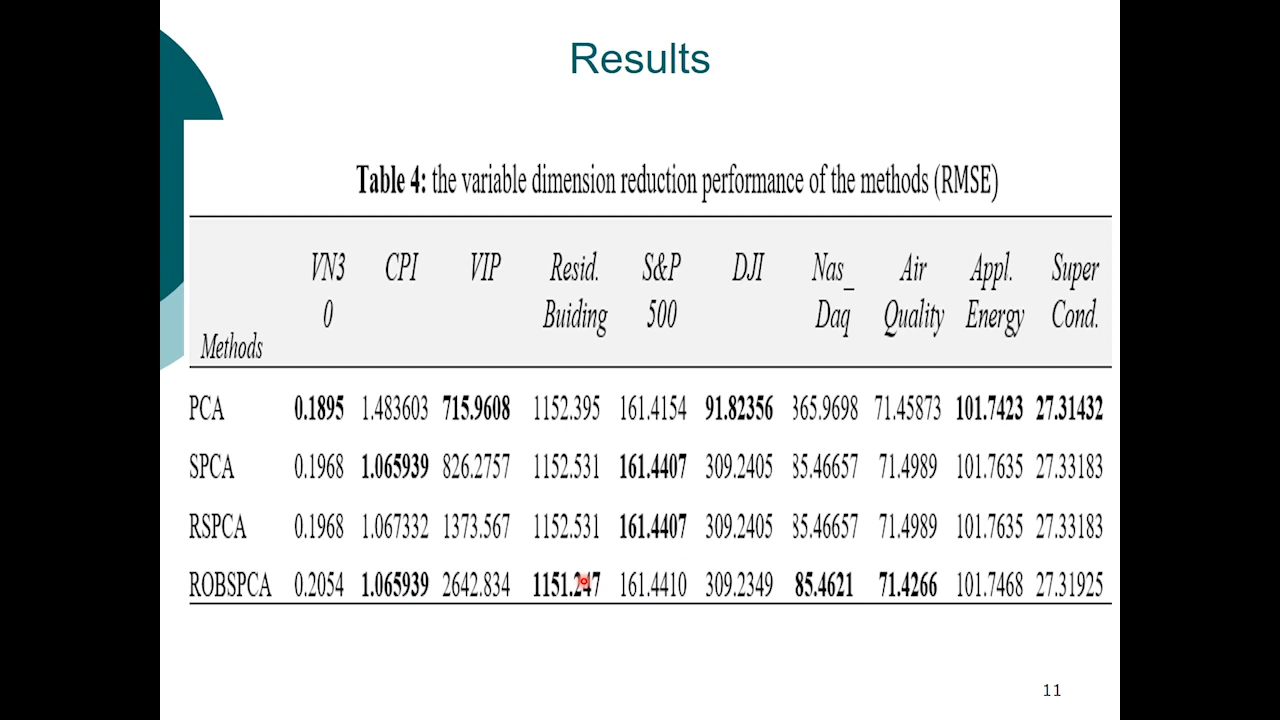 Results
Table 4: the variable dimension reduction performance of the methods (RMSE)
VN3 CPI VIP Resid. S&P DJI Nas_ Air Appl. Super
0 Buiding 500 Daq Quality Energy Cond.
Methods
PCA 0.1895 1.483603 715.9608 1152.395 161.4154 91.82356 365.9698 71.45873 101.7423 27.31432
SPCA 0.1968 1.065939 826.2757 1152.531 161.4407 309.2405 85.46657 71.4989 101.7635 27.33183
RSPCA 0.1968 1.067332 1373.567 1152.531 161.4407 309.2405 85.46657 71.4989 101.7635 27.33183
ROBSPCA 0.2054 1.065939 2642.834 1151.247 161.4410 309.2349 85.4621 71.4266 101.7468 27.31925
11